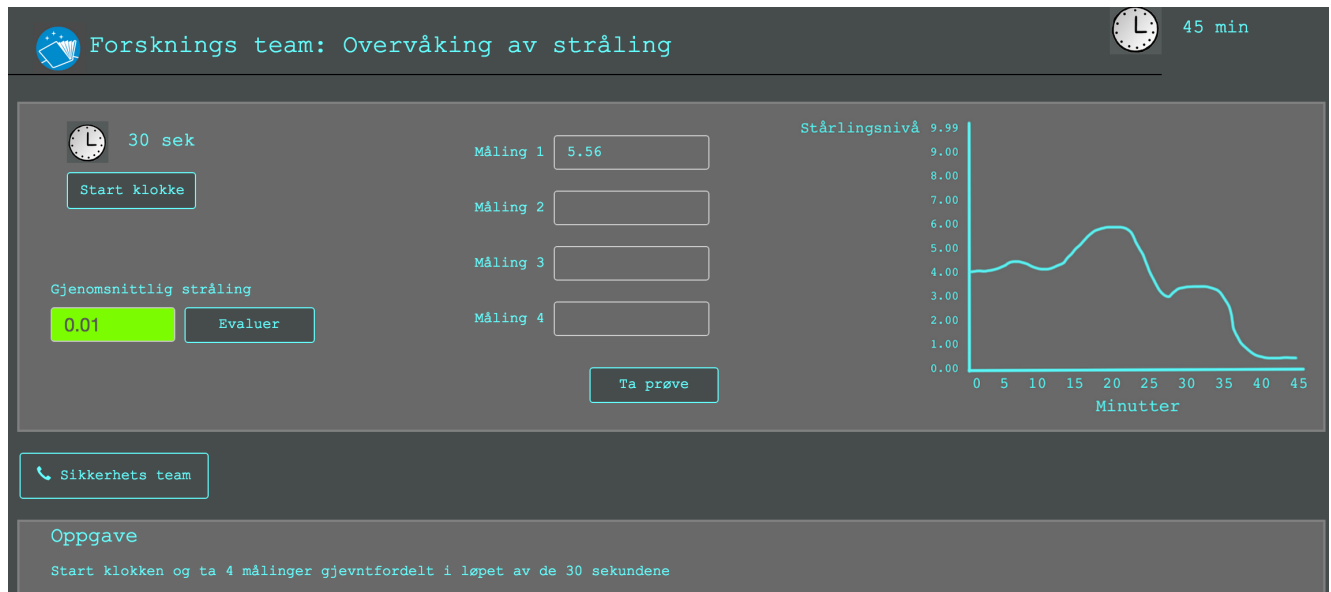 Forsknings team: Overvåking av stråling
45 min
30 sek
Start klokke
Gjenomsnittlig stråling
0.01
Evaluer
Måling 1
5.56
Måling 2
Måling 3
Måling 4
Ta prøve
Stårlingsnivå
9.99
9.00
8.00
7.00
6.00
5.00
4.00
3.00
2.00
1.00
0.00
0 5 10 15 20 25 30 35 40 45
Minutter
Sikkerhets team
Oppgave
Start klokken og ta 4 målinger gjevntfordelt i løpet av de 30 sekundene